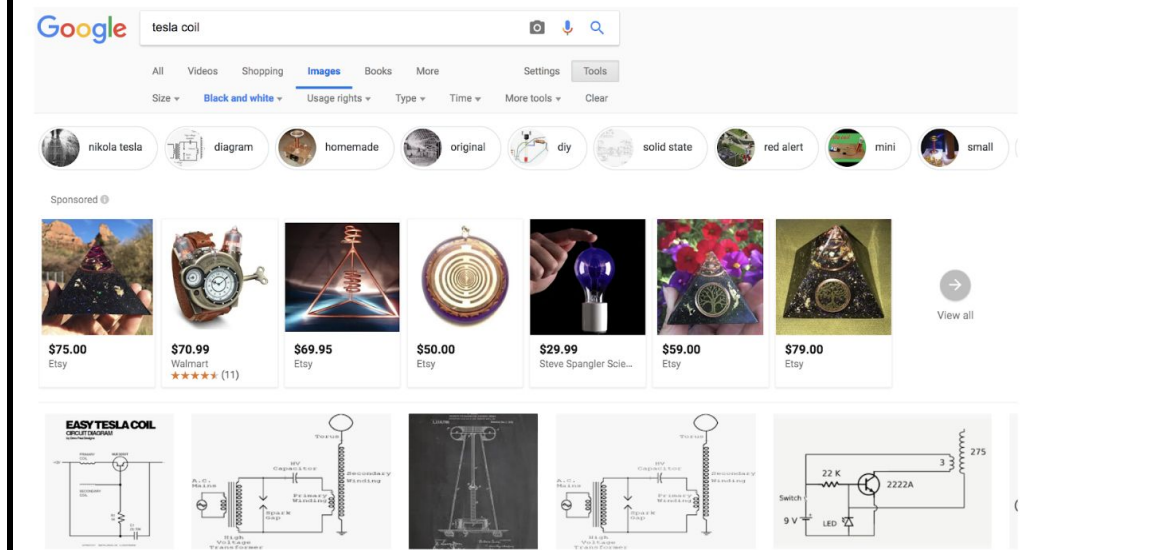 Google
tesla coil
All Videos Shopping Images Books More Settings Tools
Size Black and white Usage rights Type Time More tools Clear
nikola tesla diagram homemade original diy solid state red alert mini small
Sponsored
$75.00
Etsy
$70.99
Walmart
(11)
$69.95
Etsy
$50.00
Etsy
$29.99
Steve Spangler Scie...
$59.00
Etsy
$79.00
Etsy
View all
EASY TESLA COIL
CIRCUIT DIAGRAM
PRIMARY
COIL
SECONDARY
COIL
Torus
HV
Capacitor
Secondary
Winding
A.C.
Mains
Primary
Winding
Spark
Gap
High
Voltage
Transformer
Torus
HV
Capacitor
Secondary
Winding
A.C.
Mains
Primary
Winding
Spark
Gap
High
Voltage
Transformer
3
275
22 K
2222A
Switch
9 V
LED